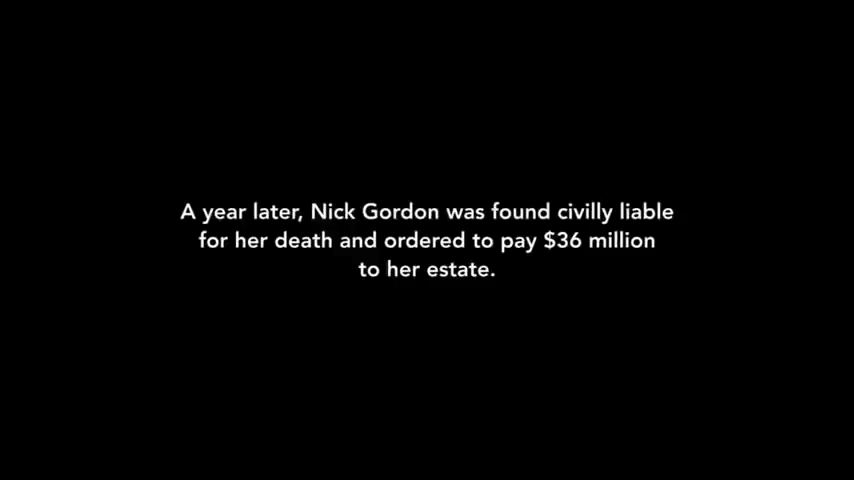 A year later, Nick Gordon was found civilly liable
for her death and ordered to pay $36 million
to her estate.